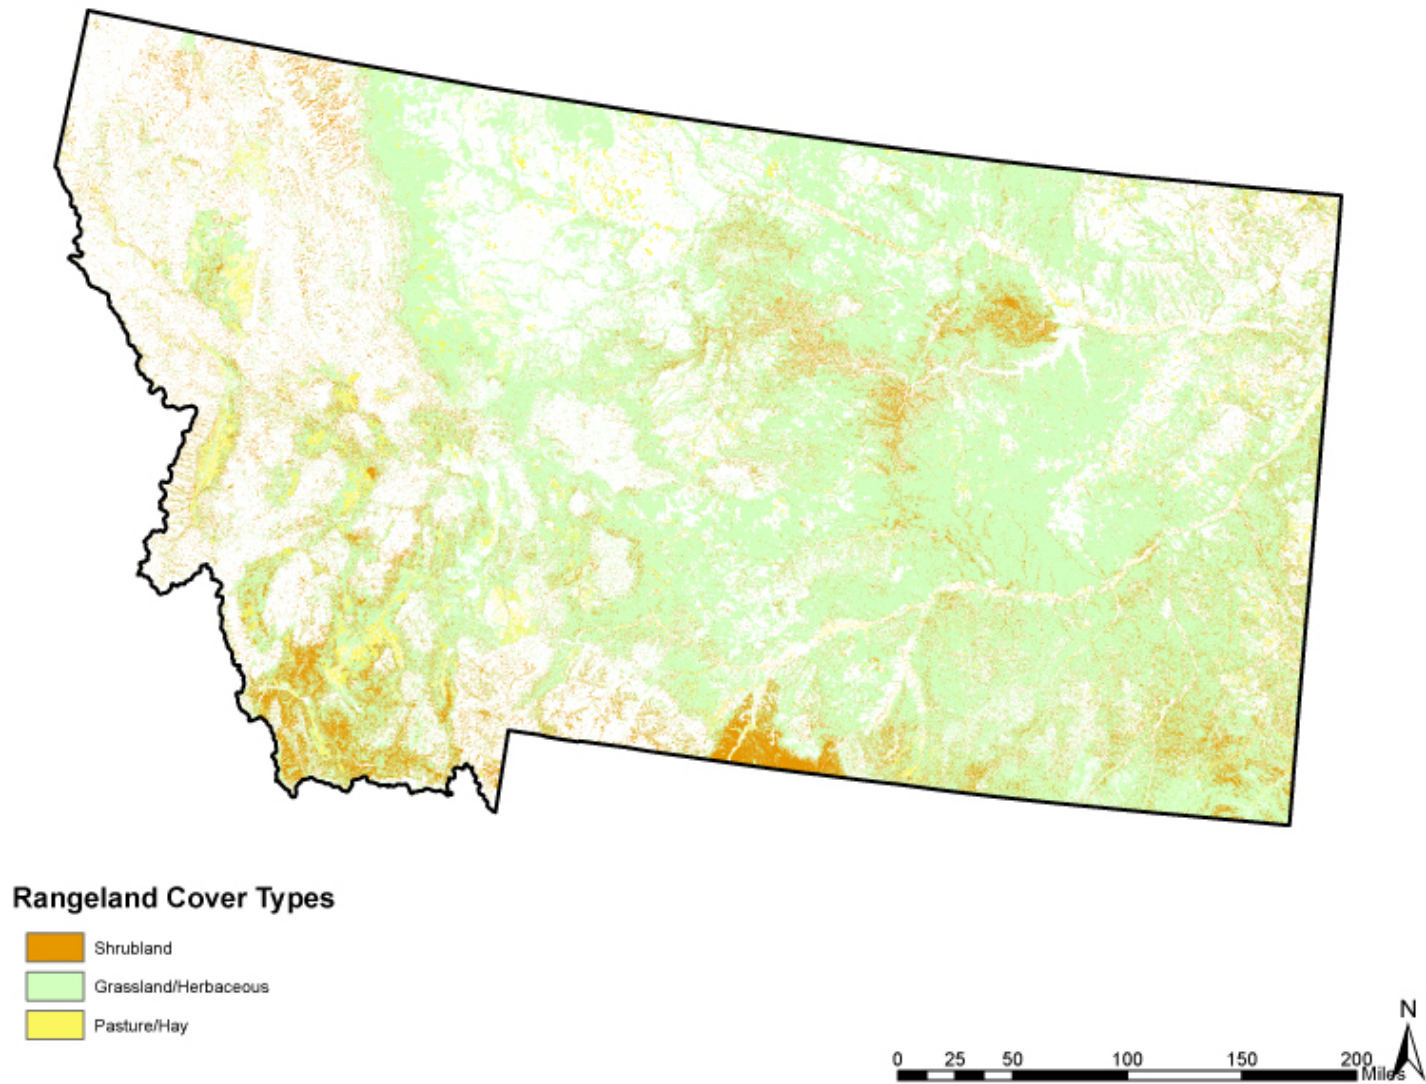 Rangeland Cover Types
Shrubland
Grassland/Herbaceous
Pasture/Hay
N
0 25 50 100 150 200
Miles